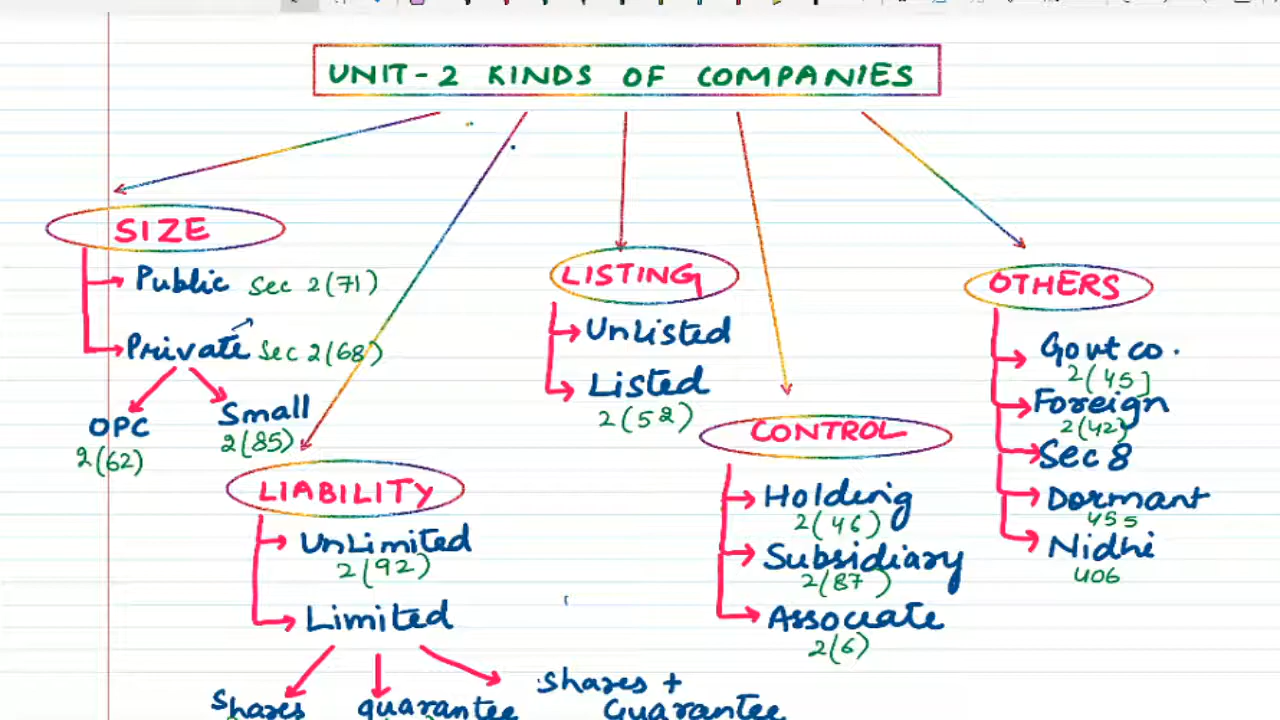 UNIT-2 KINDS OF COMPANIES
SIZE
Public Sec 2(71)
Private Sec 2(68)
OPC
2(62)
Small
2(85)
LIABILITY
UnLimited
2(92)
Limited
Shares
guarantee
Shares +
Guarantee
LISTING
UnListed
Listed
2(52)
CONTROL
Holding
2(46)
Subsidiary
2(87)
Associate
2(6)
OTHERS
Govt co.
2(45]
Foreign
2(42)
Sec 8
Dormant
455
Nidhi
406